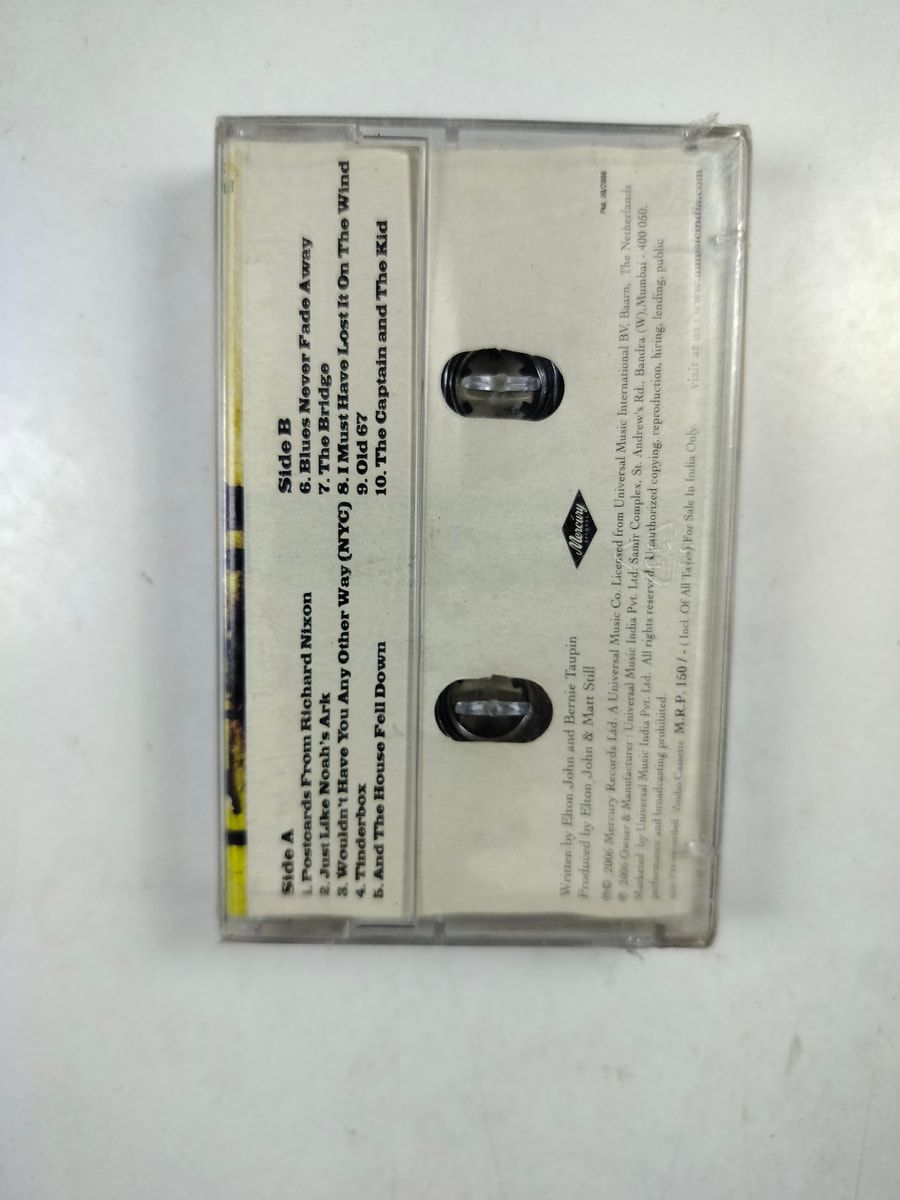 Side A
1. Postcards From Richard Nixon
2. Just Like Noah's Ark
3. Wouldn't Have You Any Other Way (NYC)
4. Tinderbox
5. And The House Fell Down
Side B
6. Blues Never Fade Away
7. The Bridge
8. I Must Have Lost It On The Wind
9. Old 67
10. The Captain and The Kid
Mercury
Written by Elton John and Bernie Taupin
Produced by Elton John & Matt Still
℗© 2006 Mercury Records Ltd. A Universal Music Co. Licensed from Universal Music International BV, Baarn, The Netherlands
© 2006 Owner & Manufacturer : Universal Music India Pvt. Ltd. Samir Complex, St. Andrew's Rd., Bandra (W), Mumbai - 400 050.
Marketed by Universal Music India Pvt. Ltd. All rights reserved. Unauthorized copying, reproduction, hiring, lending, public
performance and broadcasting prohibited.
Audio Cassette M.R.P. 150 / - ( Incl. Of All Taxes) For Sale In India Only. visit at us : www.umusicindia.com